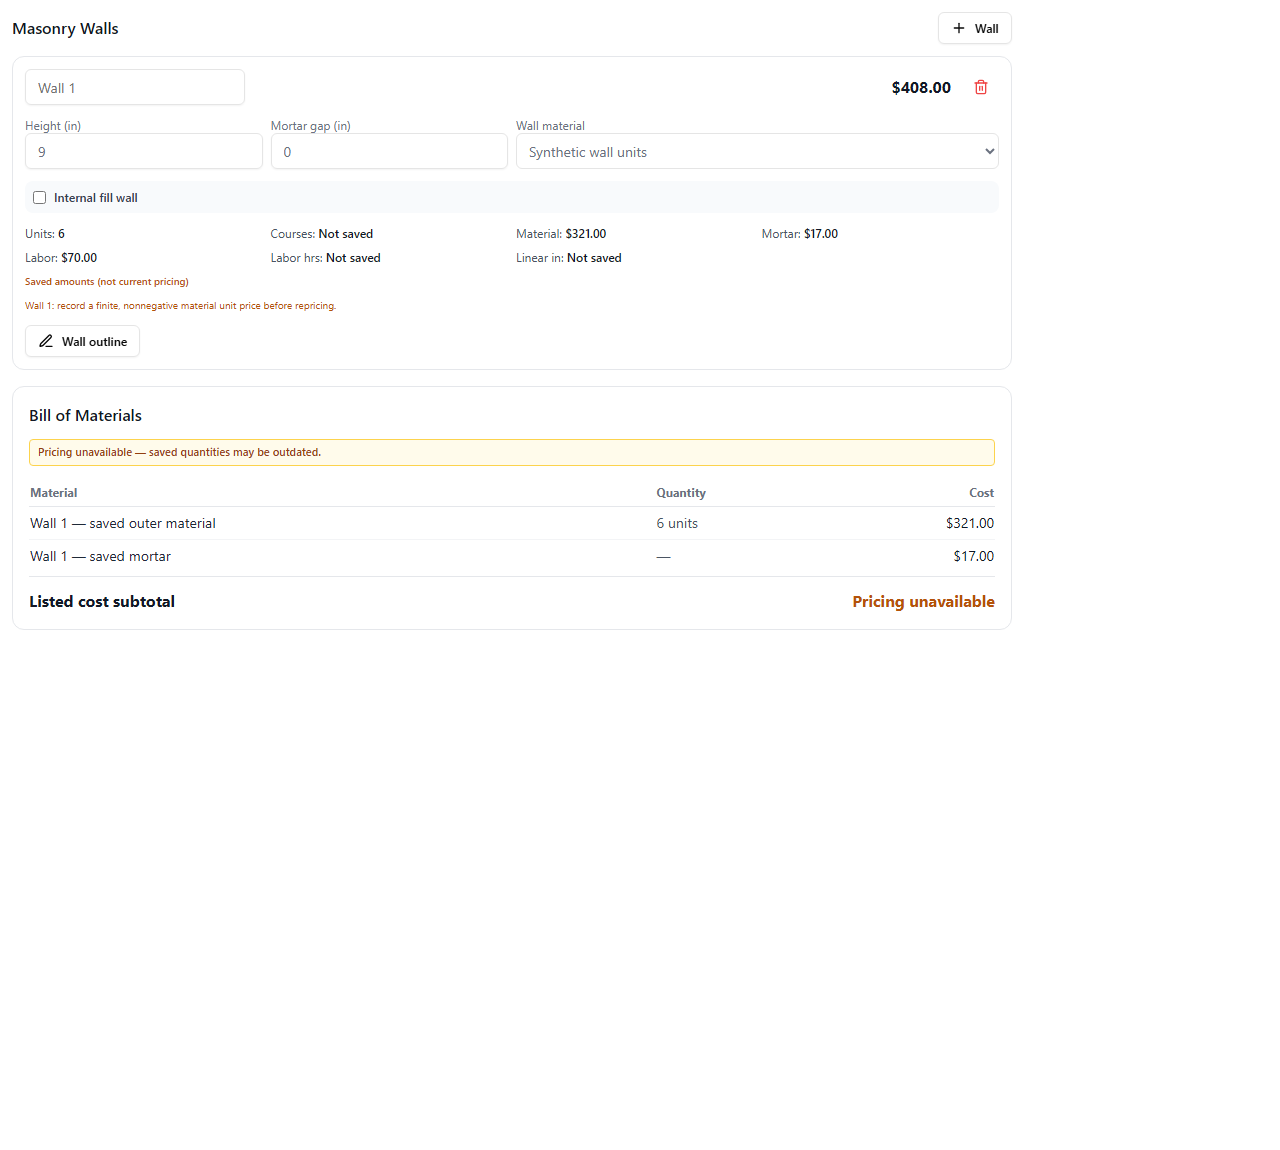 Masonry Walls
Wall
Wall 1
$408.00
Height (in)
Mortar gap (in)
Wall material
9
0
Synthetic wall units
Internal fill wall
Units: 6
Courses: Not saved
Material: $321.00
Mortar: $17.00
Labor: $70.00
Labor hrs: Not saved
Linear in: Not saved
Saved amounts (not current pricing)
Wall 1: record a finite, nonnegative material unit price before repricing.
Wall outline
Bill of Materials
Pricing unavailable — saved quantities may be outdated.
Material Quantity Cost
Wall 1 — saved outer material 6 units $321.00
Wall 1 — saved mortar — $17.00
Listed cost subtotal Pricing unavailable